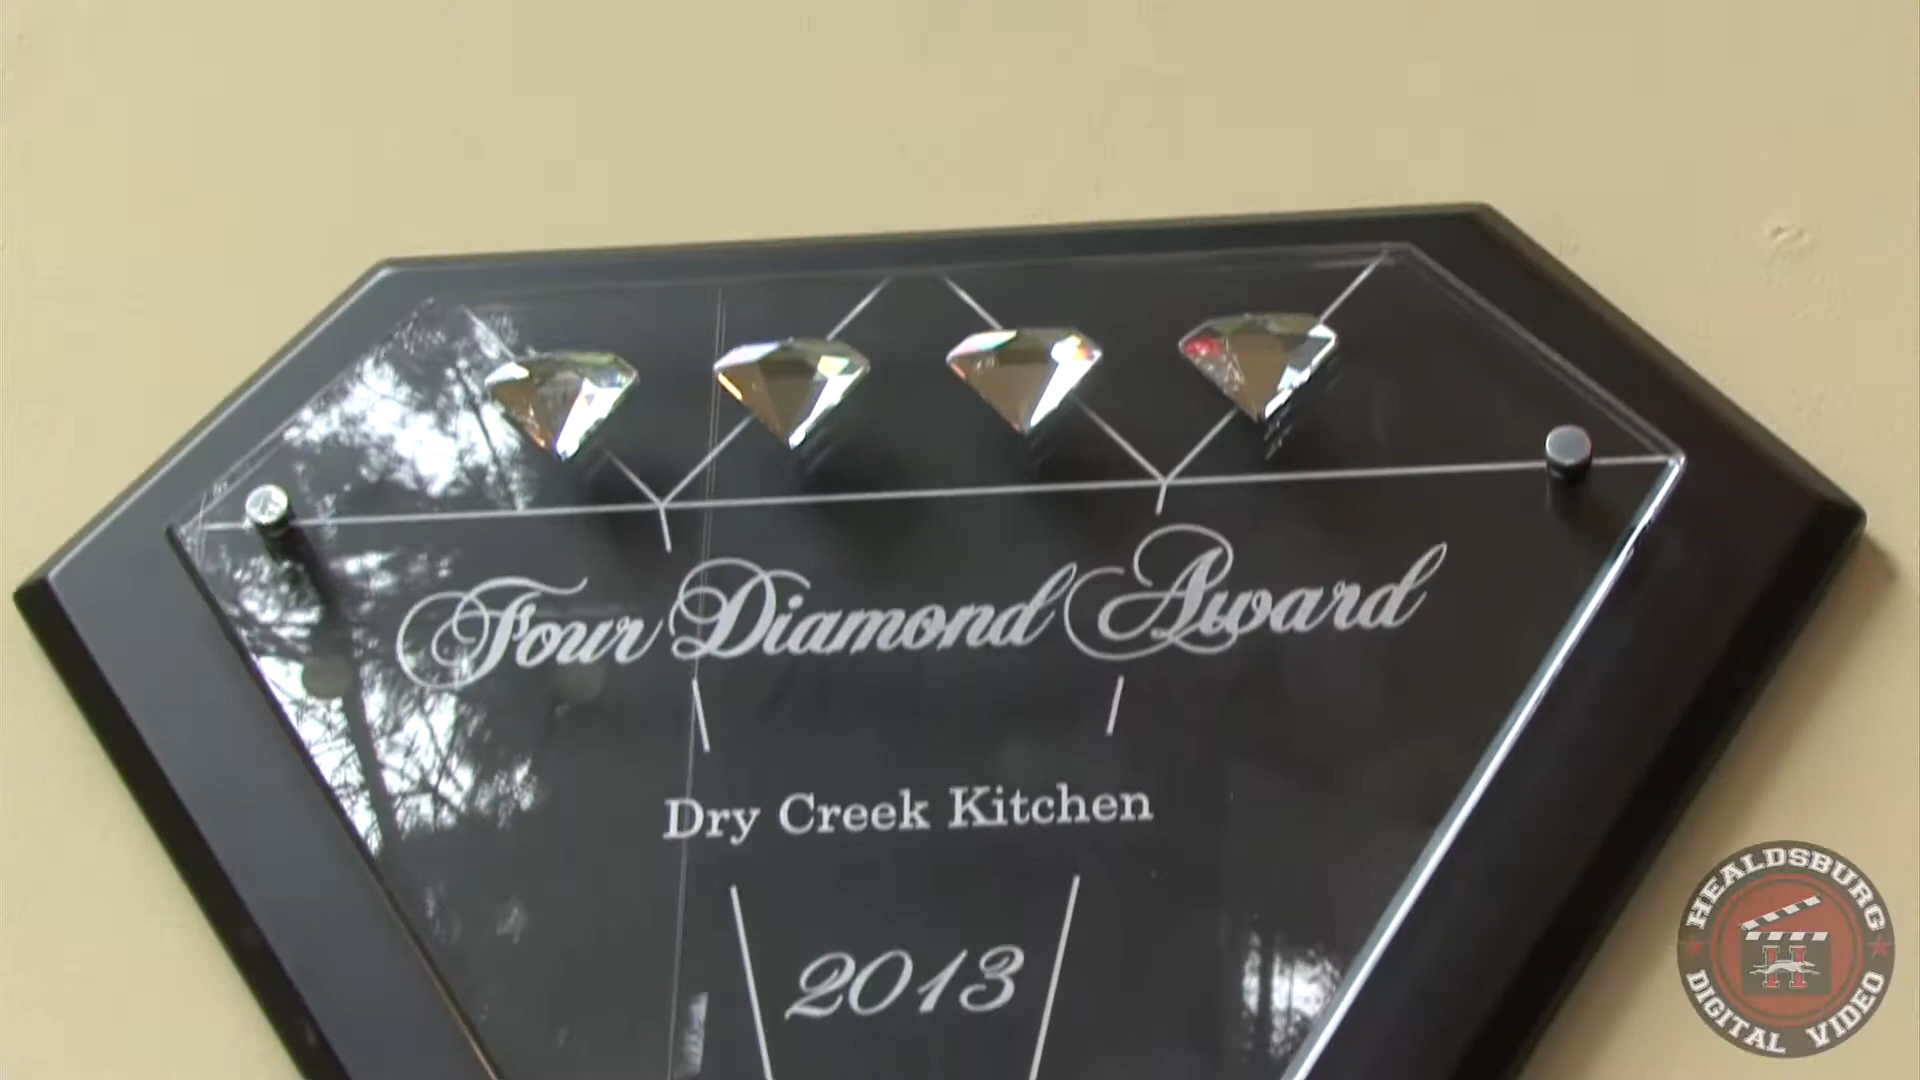 Four Diamond Award
Dry Creek Kitchen
2013
HEALDSBURG
H
DIGITAL VIDEO